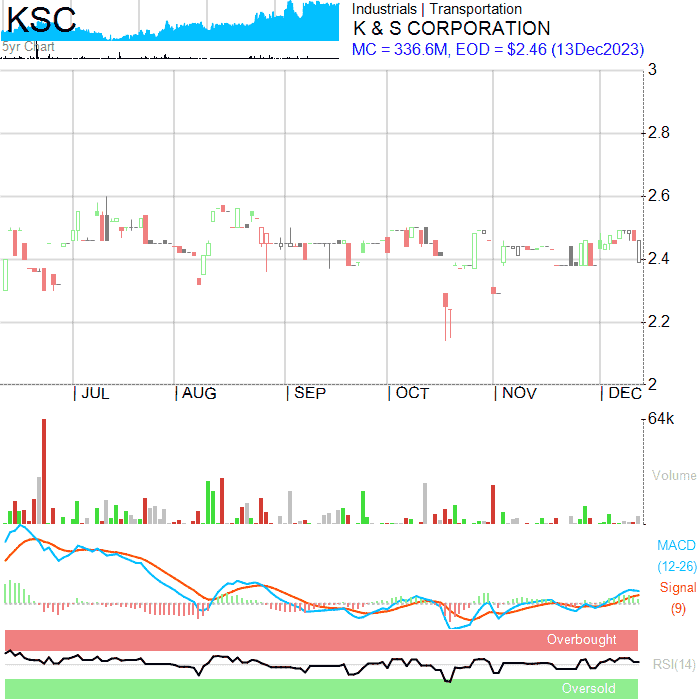 KSC
5yr Chart
Industrials | Transportation
K & S CORPORATION
MC = 336.6M, EOD = $2.46 (13Dec2023)
3
2.8
2.6
2.4
2.2
2
| JUL | AUG | SEP | OCT | NOV | DEC
64k
Volume
MACD
(12-26)
Signal
(9)
Overbought
RSI(14)
Oversold